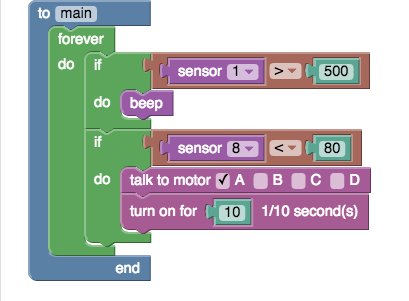 to main
forever
do if sensor 1 > 500
do beep
if sensor 8 < 80
do talk to motor ✓ A B C D
turn on for 10 1/10 second(s)
end